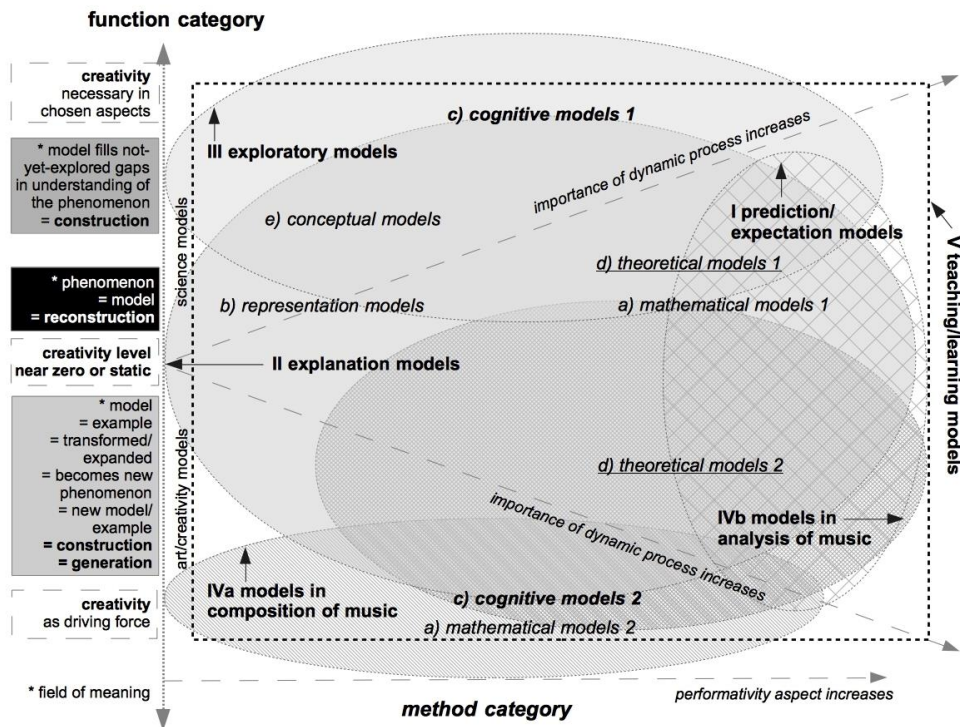 function category
creativity
necessary in
chosen aspects
* model fills not-
yet-explored gaps
in understanding of
the phenomenon
= construction
* phenomenon
= model
= reconstruction
creativity level
near zero or static
* model
= example
= transformed/
expanded
= becomes new
phenomenon
= new model/
example
= construction
= generation
creativity
as driving force
* field of meaning
science models
art/creativity models
c) cognitive models 1
III exploratory models
importance of dynamic process increases
e) conceptual models
I prediction/
expectation models
d) theoretical models 1
b) representation models
a) mathematical models 1
II explanation models
V teaching/learning
models
d) theoretical models 2
importance of dynamic process increases
IVb models in
analysis of music
IVa models in
composition of music
c) cognitive models 2
a) mathematical models 2
performativity aspect increases
method category